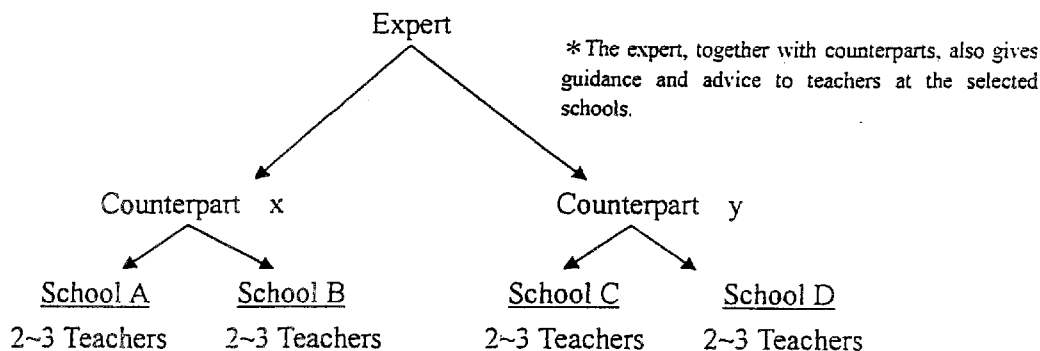 Expert
*The expert, together with counterparts, also gives
guidance and advice to teachers at the selected
schools.
Counterpart x
Counterpart y
School A
School B
School C
School D
2~3 Teachers
2~3 Teachers
2~3 Teachers
2~3 Teachers